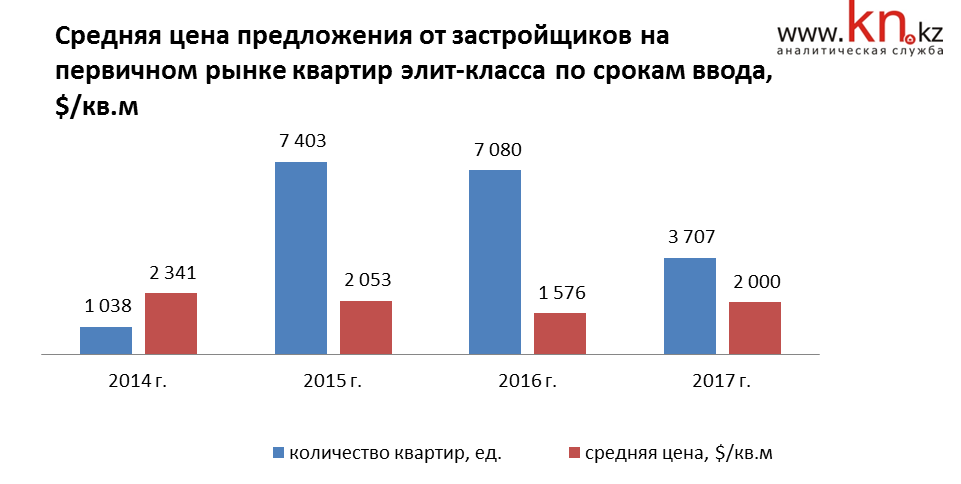 Средняя цена предложения от застройщиков на
первичном рынке квартир элит-класса по срокам ввода,
$/кв.м
www.kn.kz
аналитическая служба
7 403
7 080
3 707
2 341
2 053
1 576
2 000
1 038
2014 г.
2015 г.
2016 г.
2017 г.
количество квартир, ед.
средняя цена, $/кв.м